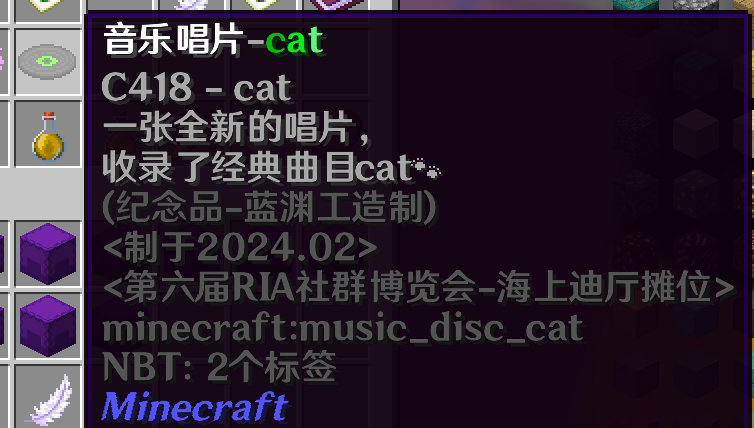 音乐唱片-cat
C418 - cat
一张全新的唱片，
收录了经典曲目cat🐾
(纪念品-蓝渊工造制)
<制于2024.02>
<第六届RIA社群博览会-海上迪厅摊位>
minecraft:music_disc_cat
NBT: 2个标签
Minecraft